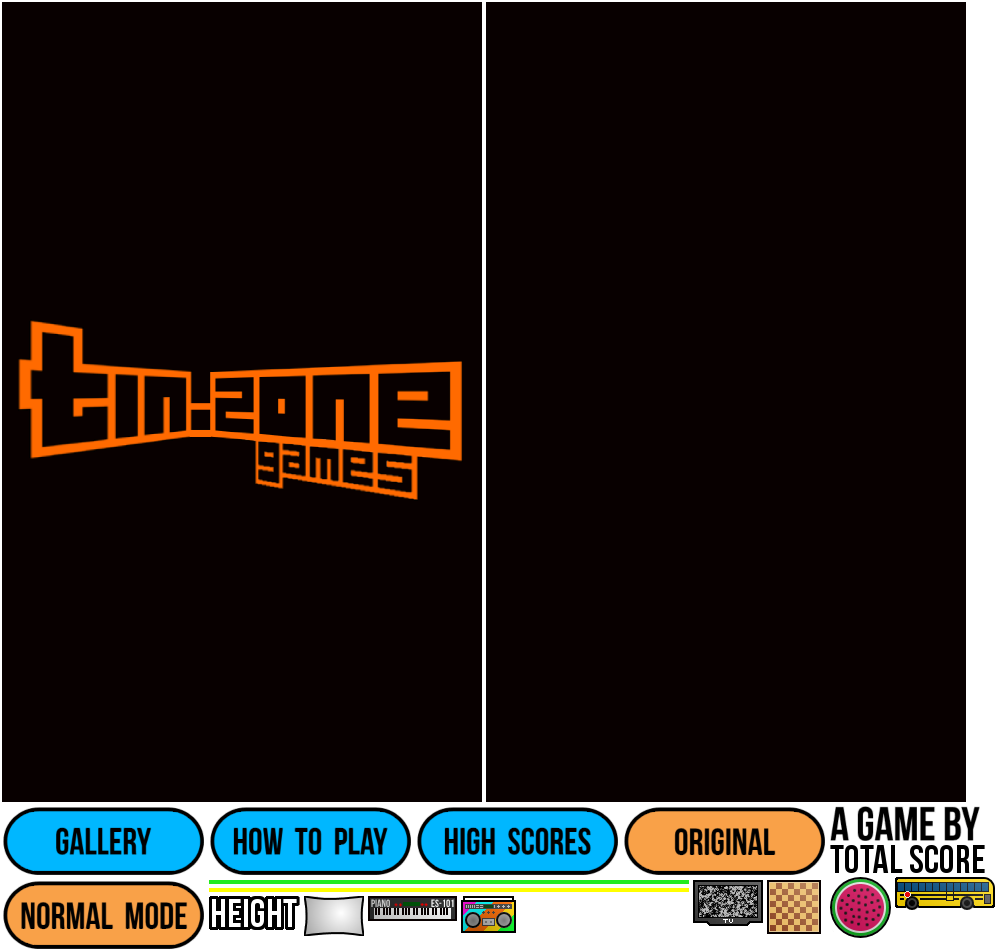 tin.zone
games
GALLERY
HOW TO PLAY
HIGH SCORES
ORIGINAL
A GAME BY
TOTAL SCORE
NORMAL MODE
HEIGHT
PIANO
ES-101
TV